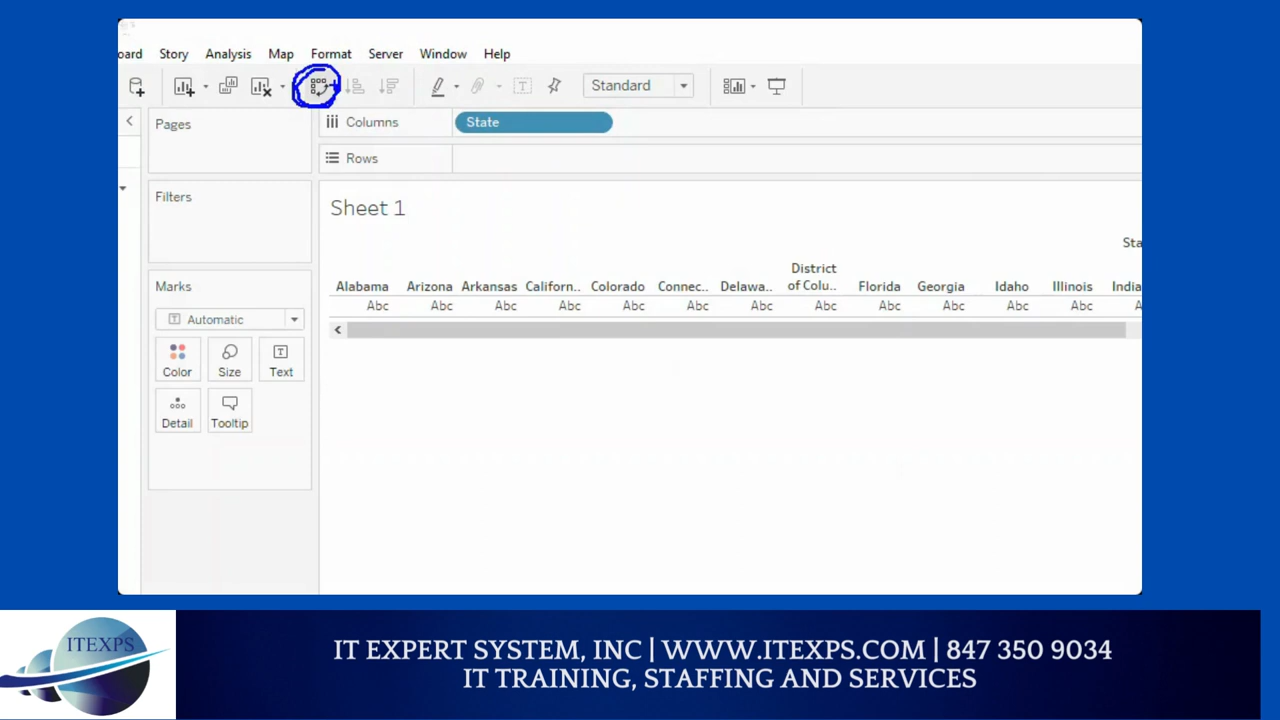 oard Story Analysis Map Format Server Window Help
Standard
Pages
Columns State
Rows
Filters
Sheet 1
Sta
Marks
Alabama Arizona Arkansas Californ.. Colorado Connec.. Delawa.. District of Colu.. Florida Georgia Idaho Illinois India
Abc Abc Abc Abc Abc Abc Abc Abc Abc Abc Abc Abc A
Automatic
Color Size Text
Detail Tooltip
ITEXPS
IT EXPERT SYSTEM, INC | WWW.ITEXPS.COM | 847 350 9034
IT TRAINING, STAFFING AND SERVICES